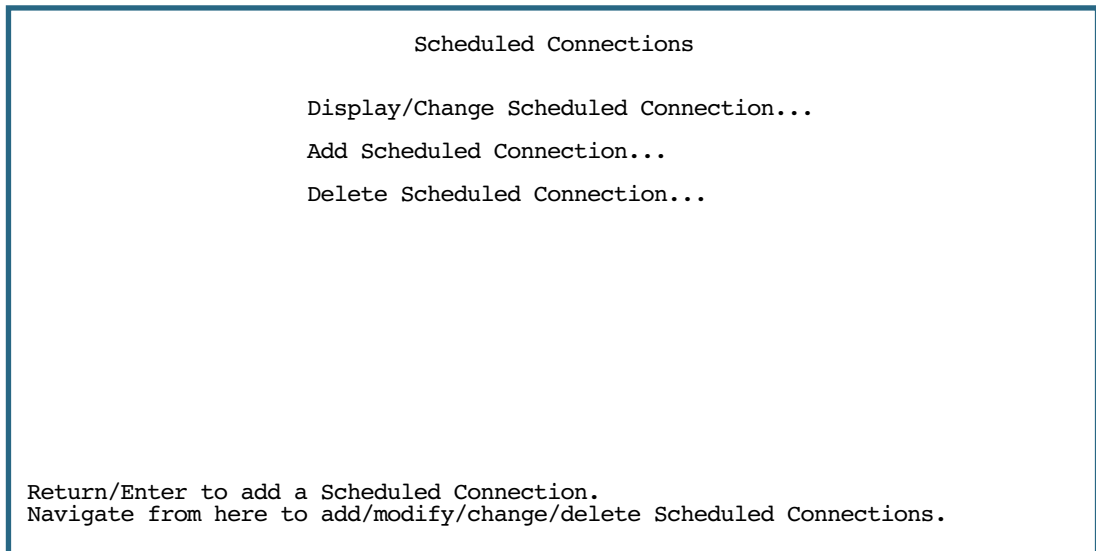 Scheduled Connections
Display/Change Scheduled Connection...
Add Scheduled Connection...
Delete Scheduled Connection...
Return/Enter to add a Scheduled Connection.
Navigate from here to add/modify/change/delete Scheduled Connections.